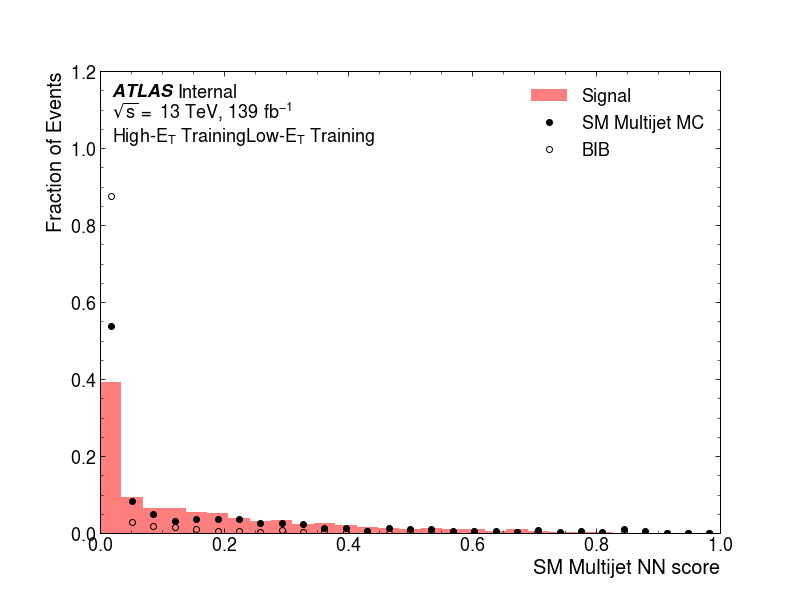 ATLAS Internal
√s = 13 TeV, 139 fb⁻¹
High-E_T TrainingLow-E_T Training
Signal
SM Multijet MC
BIB
Fraction of Events
1.2
1.0
0.8
0.6
0.4
0.2
0.0
0.0 0.2 0.4 0.6 0.8 1.0
SM Multijet NN score